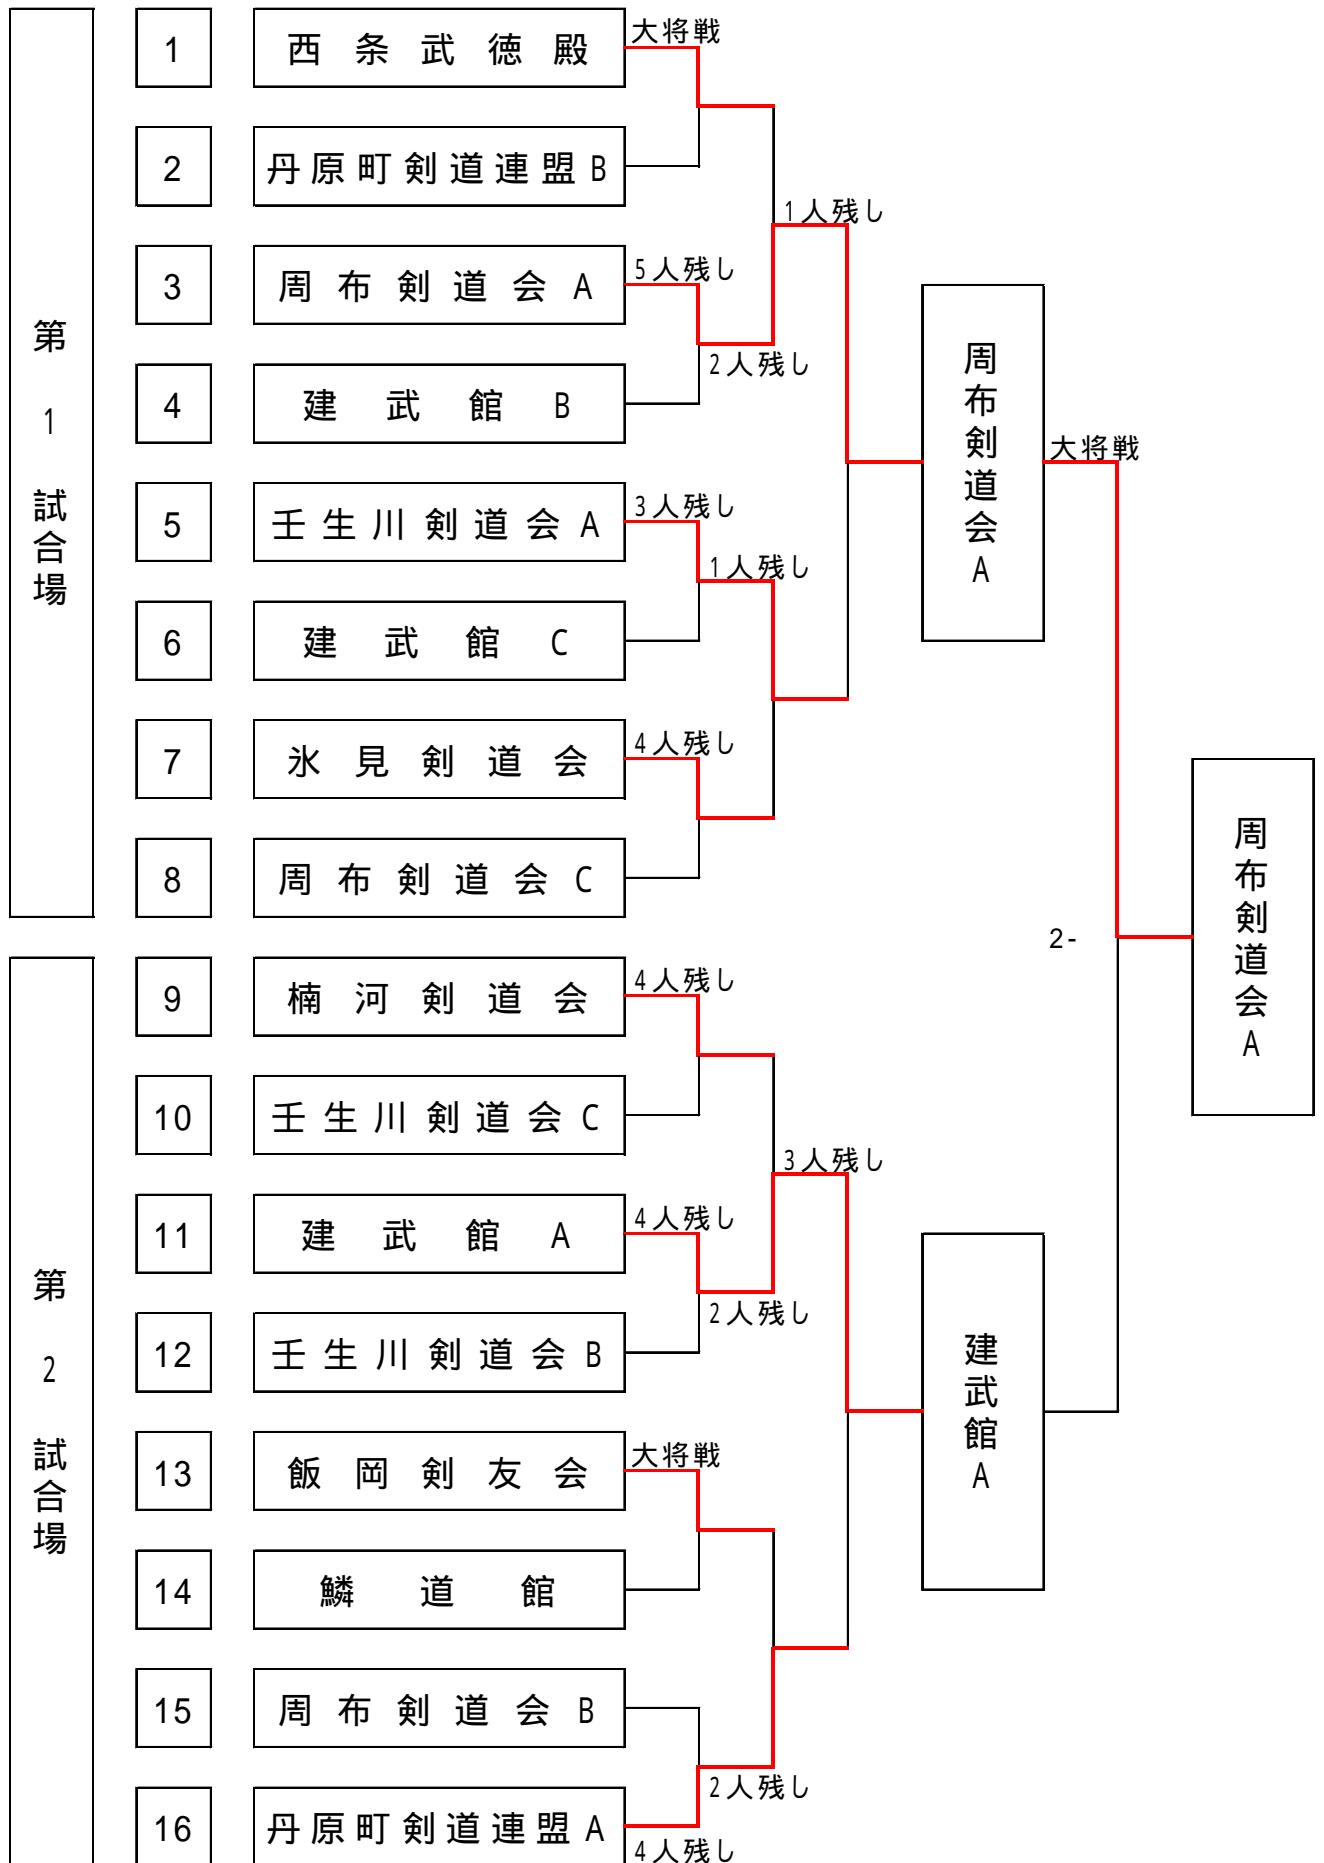 第1試合場
1 西条武徳殿 大将戦
2 丹原町剣道連盟B
1人残し
3 周布剣道会A 5人残し
2人残し
4 建武館B
周布剣道会A
大将戦
5 壬生川剣道会A 3人残し
1人残し
6 建武館C
7 氷見剣道会 4人残し
8 周布剣道会C
2-
周布剣道会A
第2試合場
9 楠河剣道会 4人残し
10 壬生川剣道会C
3人残し
11 建武館A 4人残し
2人残し
12 壬生川剣道会B
建武館A
13 飯岡剣友会 大将戦
14 鱗道館
15 周布剣道会B
2人残し
16 丹原町剣道連盟A
4人残し